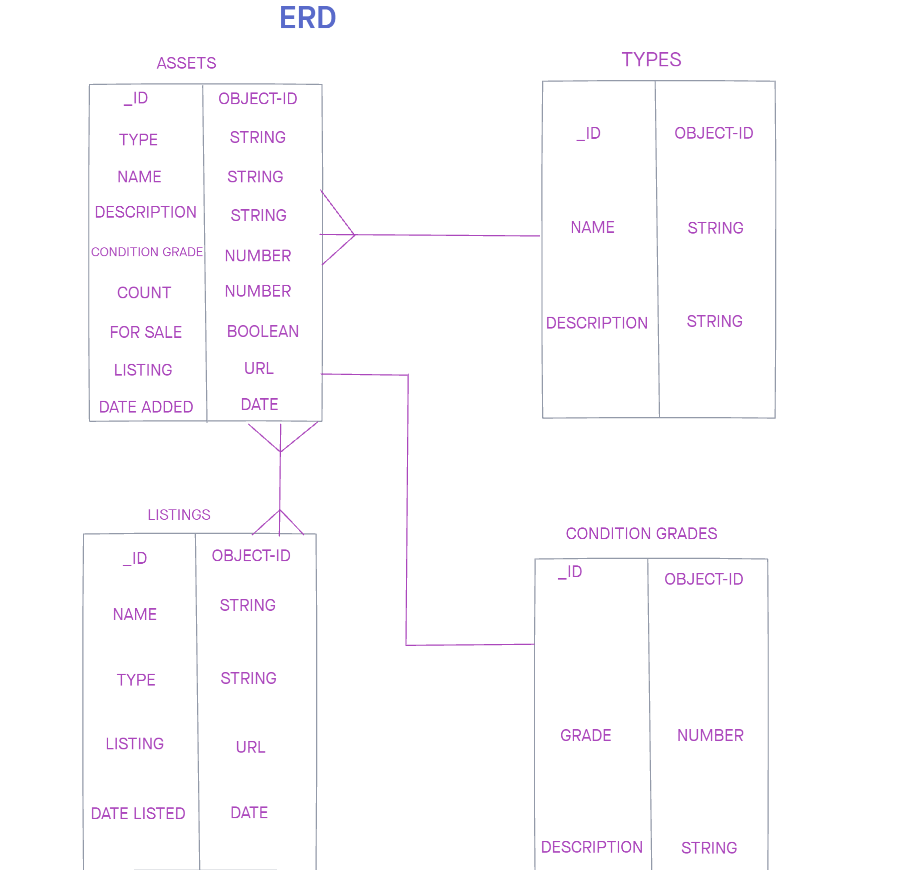 ERD
ASSETS
_ID OBJECT-ID
TYPE STRING
NAME STRING
DESCRIPTION STRING
CONDITION GRADE NUMBER
COUNT NUMBER
FOR SALE BOOLEAN
LISTING URL
DATE ADDED DATE
TYPES
_ID OBJECT-ID
NAME STRING
DESCRIPTION STRING
LISTINGS
_ID OBJECT-ID
NAME STRING
TYPE STRING
LISTING URL
DATE LISTED DATE
CONDITION GRADES
_ID OBJECT-ID
GRADE NUMBER
DESCRIPTION STRING